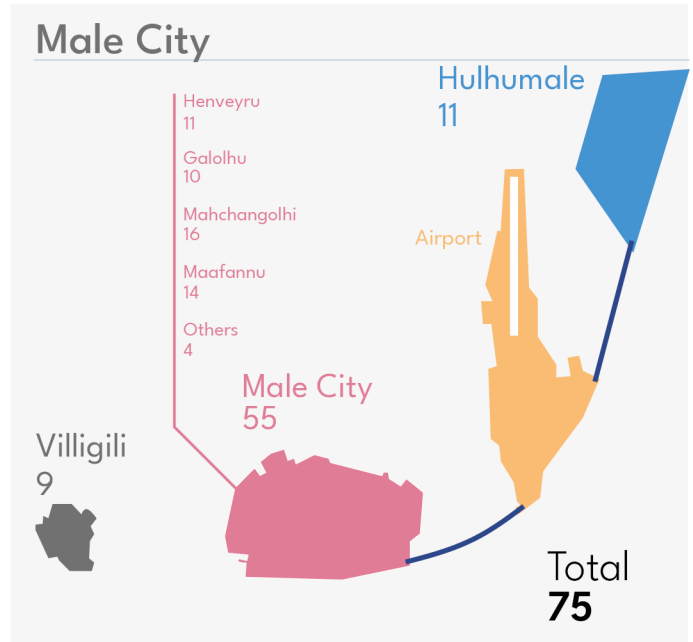 Male City
Hulhumale
11
Henveyru
11
Galolhu
10
Mahchangolhi
16
Maafannu
14
Others
4
Airport
Male City
55
Villigili
9
Total
75